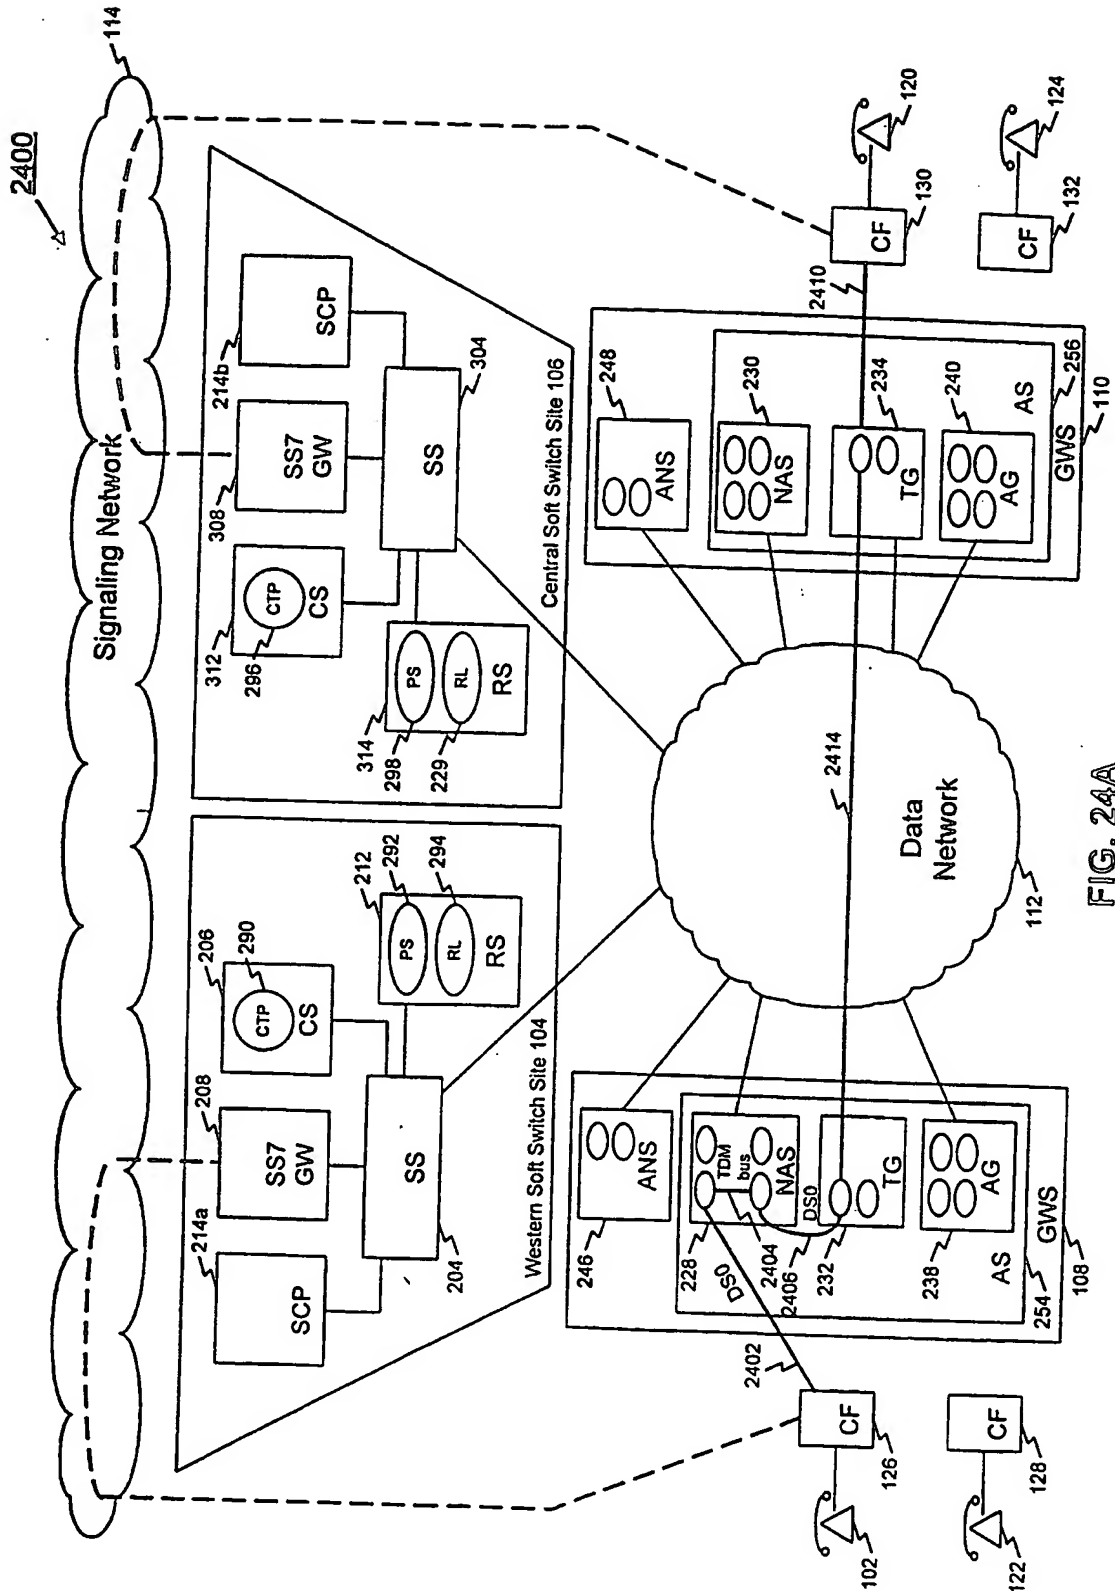 2400
114
Signaling Network
214a
208
206
290
CTP
CS
SS7
GW
SCP
SS
204
212
292
294
PS
RL
RS
Western Soft Switch Site 104
312
296
CTP
CS
308
SS7
GW
214b
SCP
SS
304
314
298
229
PS
RL
RS
Central Soft Switch Site 106
246
ANS
228
TDM
bus
NAS
DS0
2404
DS0
2406
232
TG
238
AG
AS
GWS
254
108
2402
CF
126
102
CF
128
122
Data
Network
112
2414
248
ANS
230
NAS
234
TG
240
AG
AS
256
GWS
110
2410
CF
130
120
CF
132
124
FIG. 24A